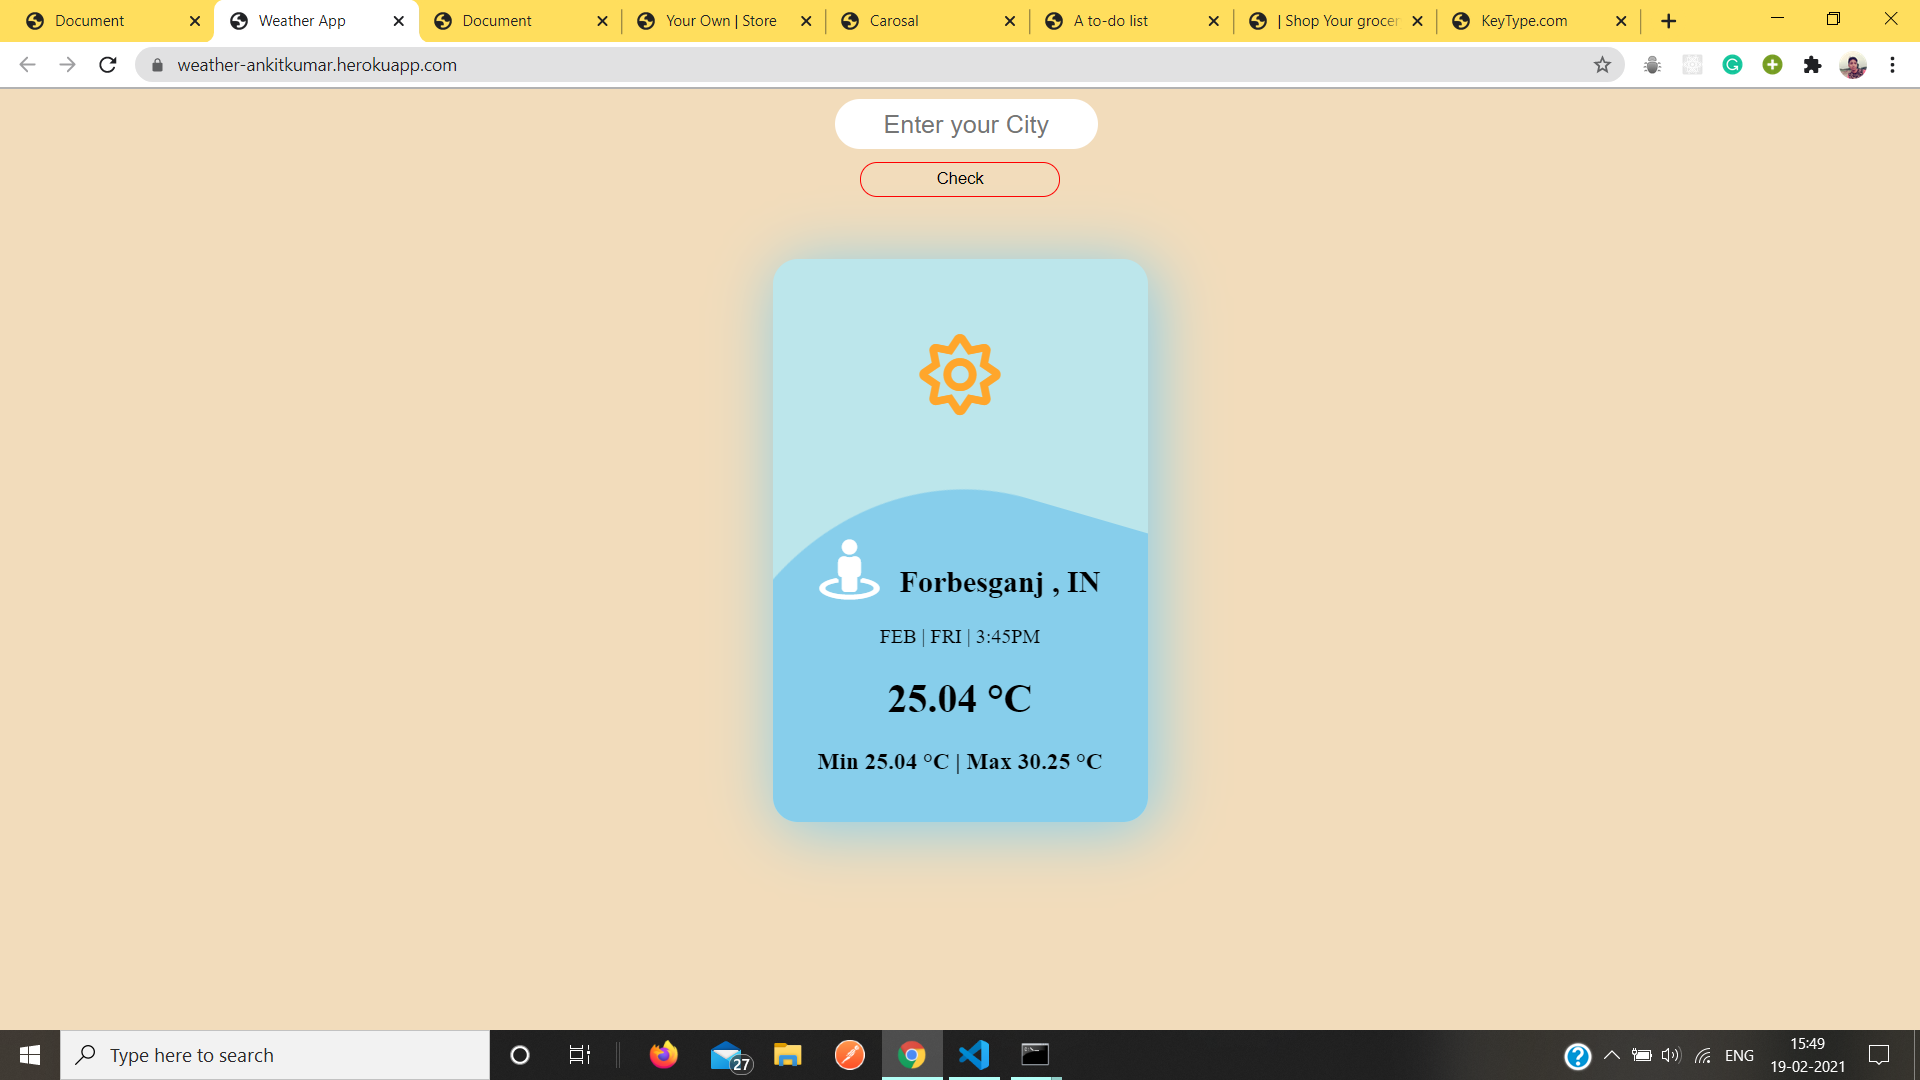 Document
Weather App
Document
Your Own | Store
Carosal
A to-do list
| Shop Your grocer
KeyType.com
weather-ankitkumar.herokuapp.com
Enter your City
Check
Forbesganj , IN
FEB | FRI | 3:45PM
25.04 °C
Min 25.04 °C | Max 30.25 °C
Type here to search
27
ENG
15:49
19-02-2021